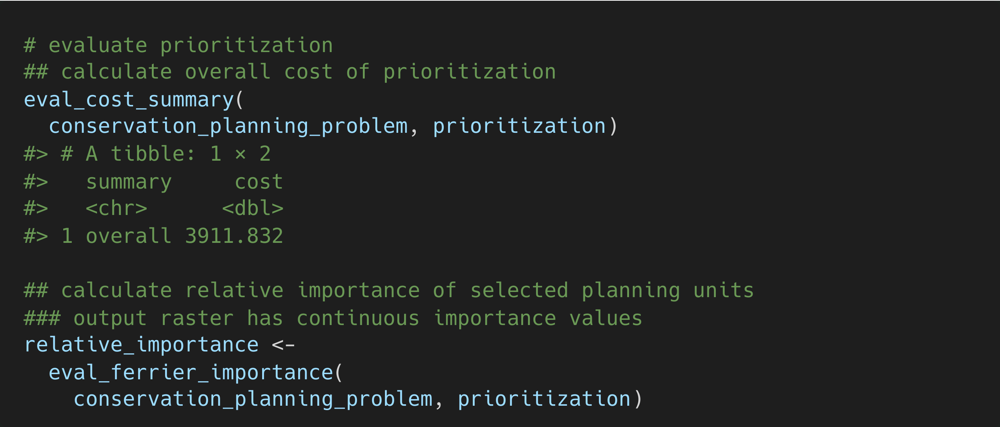 # evaluate prioritization
## calculate overall cost of prioritization
eval_cost_summary(
  conservation_planning_problem, prioritization)
#> # A tibble: 1 × 2
#>   summary     cost
#>   <chr>      <dbl>
#> 1 overall 3911.832

## calculate relative importance of selected planning units
### output raster has continuous importance values
relative_importance <-
  eval_ferrier_importance(
    conservation_planning_problem, prioritization)